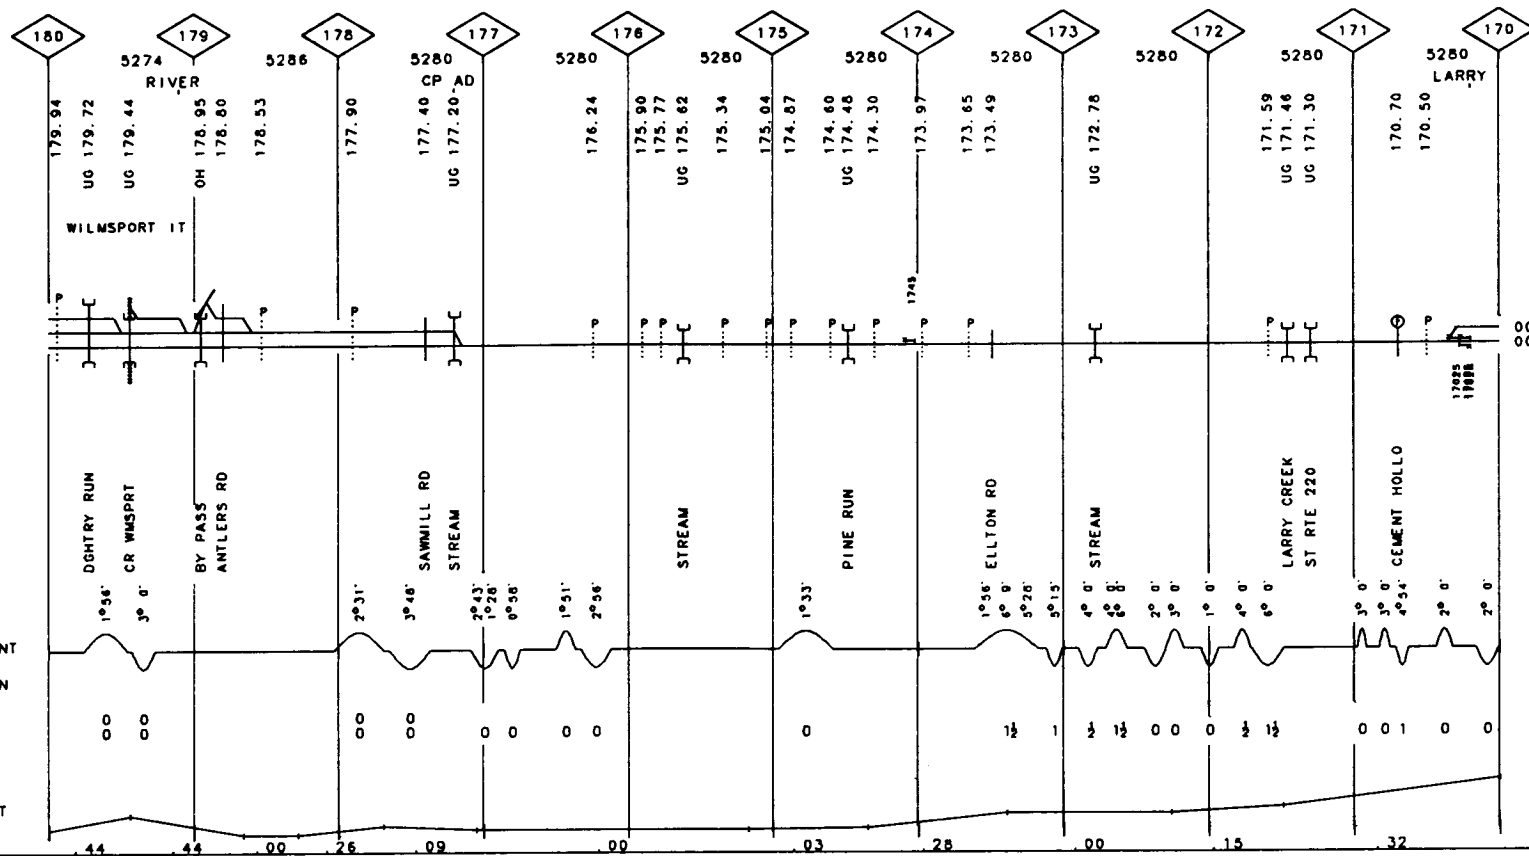 180 179 178 177 176 175 174 173 172 171 170
5274 5286 5280 5280 5280 5280 5280 5280 5280 5280
RIVER CP AD LARRY
179.94
UG 179.72
UG 179.44
OH 178.95
178.80
178.53
177.90
177.40
UG 177.20
176.24
175.90
175.77
UG 175.62
175.34
175.04
174.87
174.60
UG 174.48
174.30
173.97
173.65
173.49
UG 172.78
171.59
UG 171.46
UG 171.30
170.70
170.50
WILMSPORT IT
1745
P P P P P P P P P P P P P P P P
00
00
17025
DGHTRY RUN
CR WMSPRT
BY PASS
ANTLERS RD
SAWMILL RD
STREAM
STREAM
PINE RUN
ELLTON RD
STREAM
LARRY CREEK
ST RTE 220
CEMENT HOLLO
1°56' 3°0' 2°31' 3°48' 2°43' 1°28' 0°58' 1°51' 2°56' 1°33' 1°56' 6°9' 5°28' 5°15' 4°0' 4°0' 6°0' 2°0' 3°0' 1°0' 4°0' 6°0' 3°0' 3°0' 4°54' 2°0' 2°0'
NT
N
0 0 0 0
0 0 0 0 0 0 0 0 0 1½ 1 ½ 1½ 0 0 0 ½ 1½ 0 0 1 0 0
T
.44 .44 .00 .26 .09 .00 .03 .28 .00 .15 .32